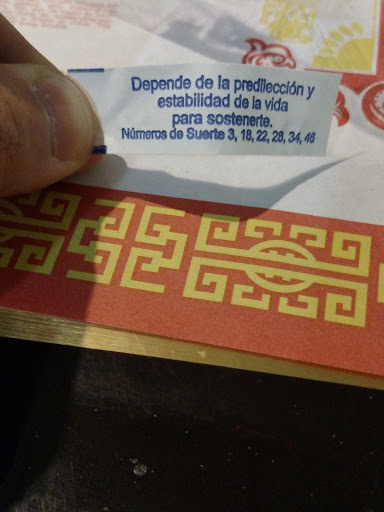 Depende de la predilección y
estabilidad de la vida
para sostenerte.
Números de Suerte 3, 18, 22, 28, 34, 46